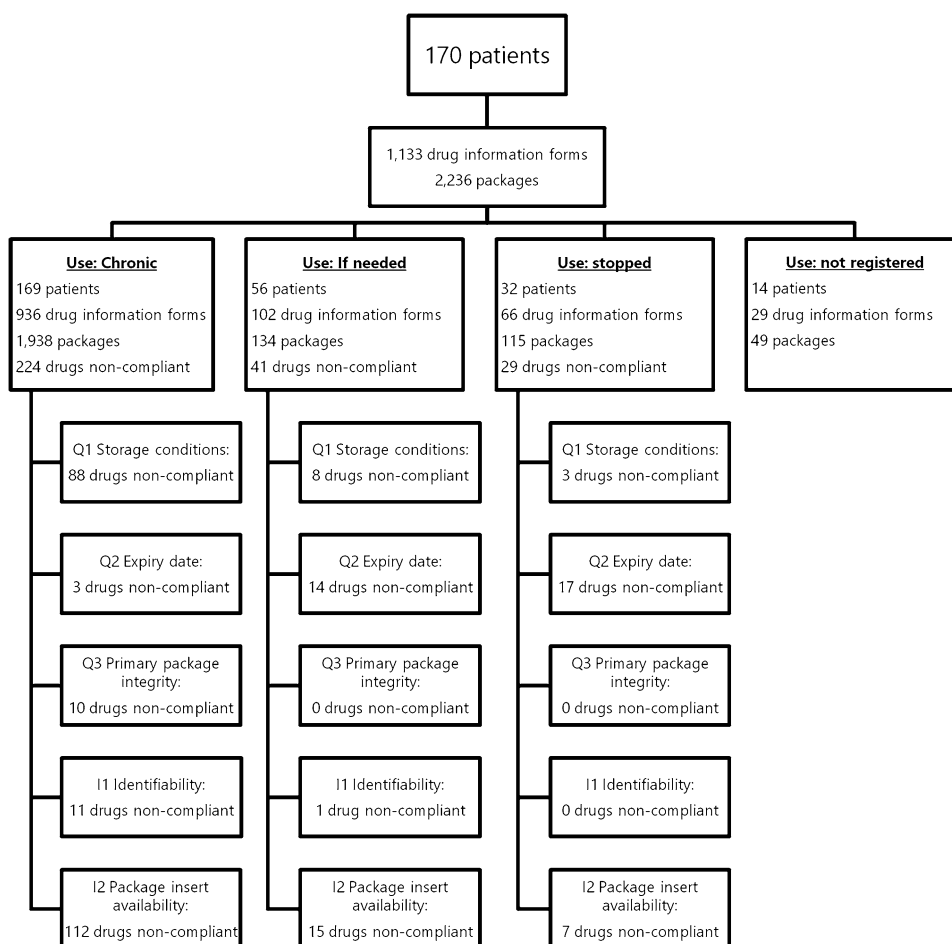 170 patients
1,133 drug information forms
2,236 packages
Use: Chronic
169 patients
936 drug information forms
1,938 packages
224 drugs non-compliant
Use: If needed
56 patients
102 drug information forms
134 packages
41 drugs non-compliant
Use: stopped
32 patients
66 drug information forms
115 packages
29 drugs non-compliant
Use: not registered
14 patients
29 drug information forms
49 packages
Q1 Storage conditions:
88 drugs non-compliant
Q2 Expiry date:
3 drugs non-compliant
Q3 Primary package
integrity:
10 drugs non-compliant
I1 Identifiability:
11 drugs non-compliant
I2 Package insert
availability:
112 drugs non-compliant
Q1 Storage conditions:
8 drugs non-compliant
Q2 Expiry date:
14 drugs non-compliant
Q3 Primary package
integrity:
0 drugs non-compliant
I1 Identifiability:
1 drug non-compliant
I2 Package insert
availability:
15 drugs non-compliant
Q1 Storage conditions:
3 drugs non-compliant
Q2 Expiry date:
17 drugs non-compliant
Q3 Primary package
integrity:
0 drugs non-compliant
I1 Identifiability:
0 drugs non-compliant
I2 Package insert
availability:
7 drugs non-compliant